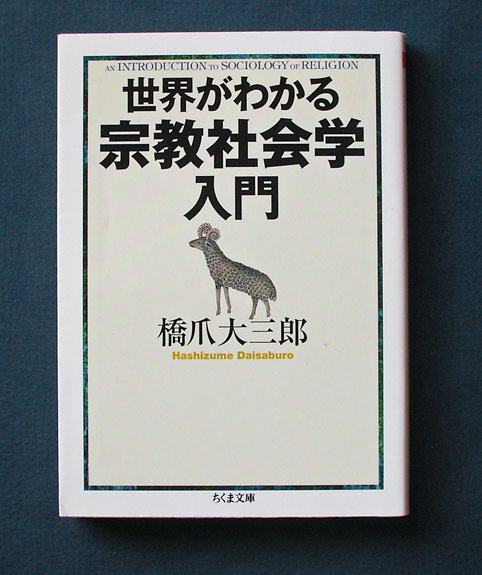 AN INTRODUCTION TO SOCIOLOGY OF RELIGION
世界がわかる
宗教社会学
入門
橋爪大三郎
Hashizume Daisaburo
ちくま文庫